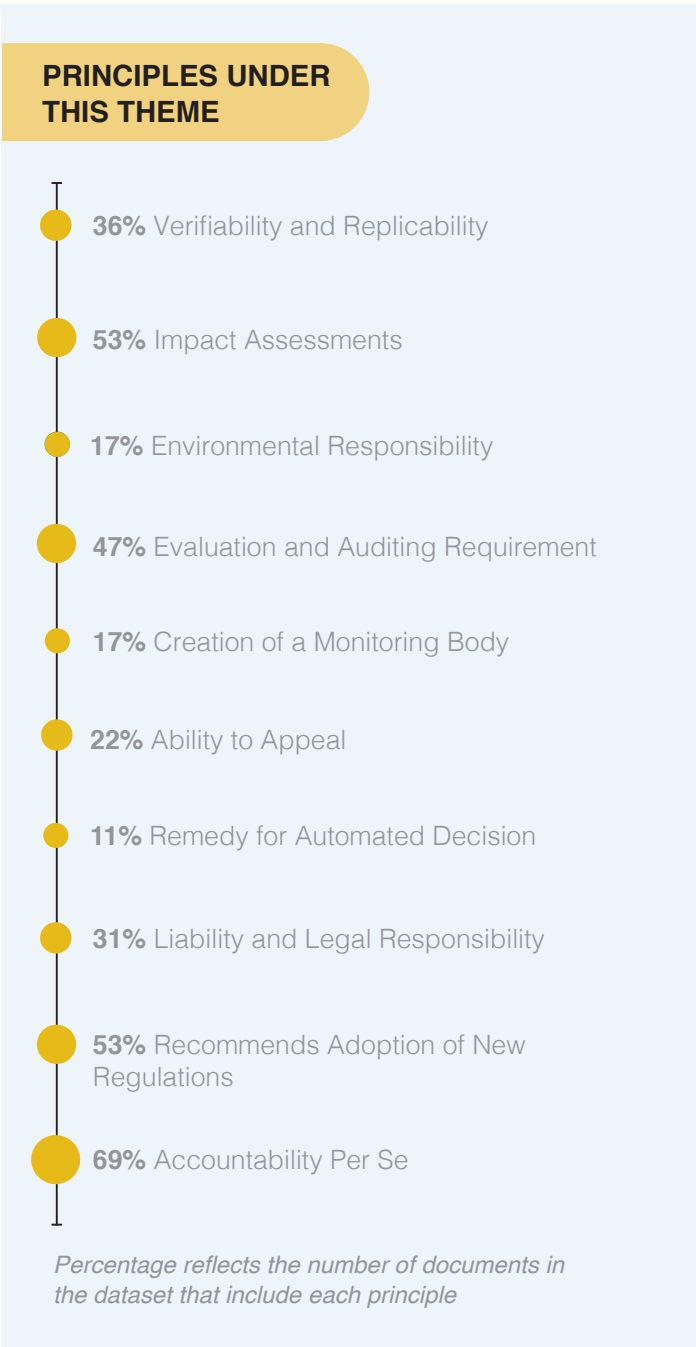 PRINCIPLES UNDER
THIS THEME
36% Verifiability and Replicability
53% Impact Assessments
17% Environmental Responsibility
47% Evaluation and Auditing Requirement
17% Creation of a Monitoring Body
22% Ability to Appeal
11% Remedy for Automated Decision
31% Liability and Legal Responsibility
53% Recommends Adoption of New
Regulations
69% Accountability Per Se
Percentage reflects the number of documents in
the dataset that include each principle